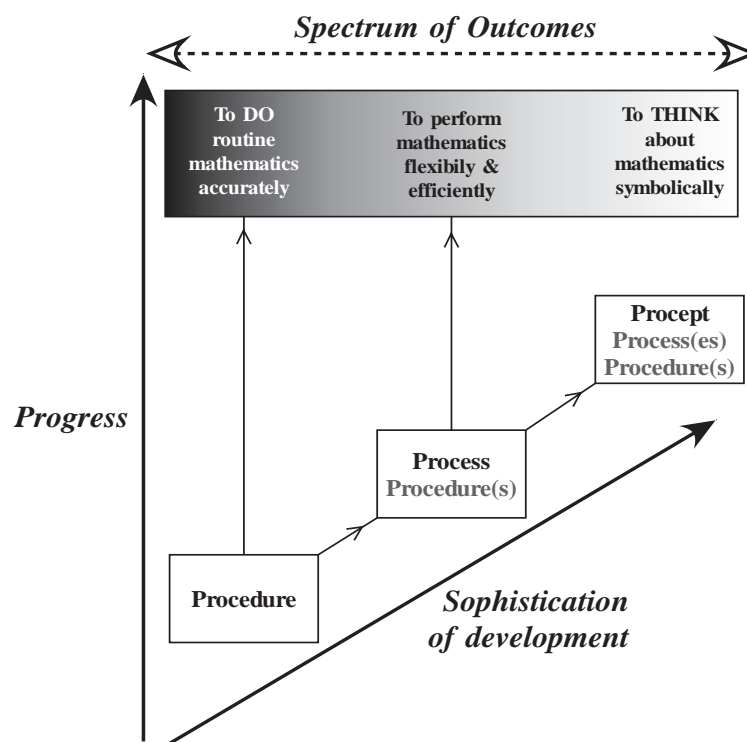 Spectrum of Outcomes
To DO
routine
mathematics
accurately
To perform
mathematics
flexibily &
efficiently
To THINK
about
mathematics
symbolically
Procept
Process(es)
Procedure(s)
Progress
Process
Procedure(s)
Procedure
Sophistication
of development